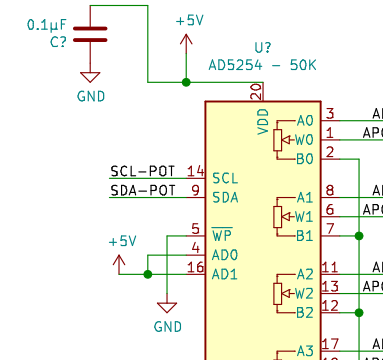 +5V
0.1µF
C?
GND
U?
AD5254 - 50K
20
VDD
3 A0
1 W0
2 B0
SCL-POT 14 SCL
SDA-POT 9 SDA
8 A1
6 W1
7 B1
5 WP
4 AD0
16 AD1
+5V
GND
11 A2
13 W2
12 B2
17 A3